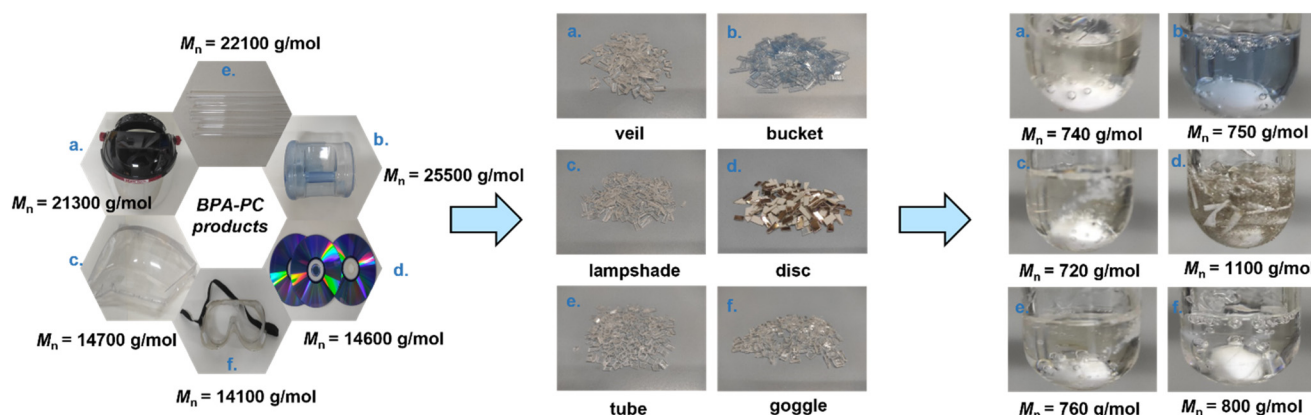 Mn = 22100 g/mol
e.
a.
b.
Mn = 21300 g/mol
BPA-PC
products
Mn = 25500 g/mol
c.
d.
Mn = 14700 g/mol
Mn = 14600 g/mol
f.
Mn = 14100 g/mol
a.
b.
veil
bucket
c.
d.
lampshade
disc
e.
f.
tube
goggle
a.
b.
Mn = 740 g/mol
Mn = 750 g/mol
c.
d.
Mn = 720 g/mol
Mn = 1100 g/mol
e.
f.
Mn = 760 g/mol
Mn = 800 g/mol